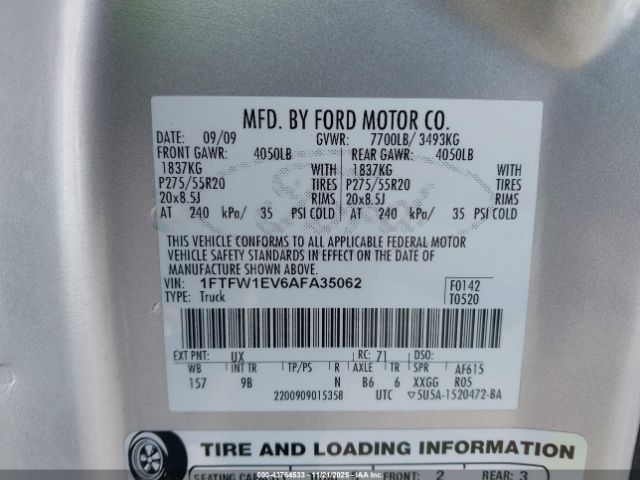 MFD. BY FORD MOTOR CO.
DATE: 09/09 GVWR: 7700LB/ 3493KG
FRONT GAWR: 4050LB REAR GAWR: 4050LB
1837KG WITH 1837KG WITH
P275/55R20 TIRES P275/55R20 TIRES
20x8.5J RIMS 20x8.5J RIMS
AT 240 kPa/ 35 PSI COLD AT 240 kPa/ 35 PSI COLD
THIS VEHICLE CONFORMS TO ALL APPLICABLE FEDERAL MOTOR
VEHICLE SAFETY STANDARDS IN EFFECT ON THE DATE OF
MANUFACTURE SHOWN ABOVE.
VIN: 1FTFW1EV6AFA35062 F0142
TYPE: Truck T0520
EXT PNT: UX RC: 71 DSO:
WB INT TR TP/PS R AXLE TR SPR AF615
157 9B N B6 6 XXGG R05
2200909015358 UTC ▽5U5A-1520472-BA
TIRE AND LOADING INFORMATION
SEATING CAPACITY FRONT: 2 REAR: 3
© 000-43764533 - 11/21/2025 - IAA Inc.